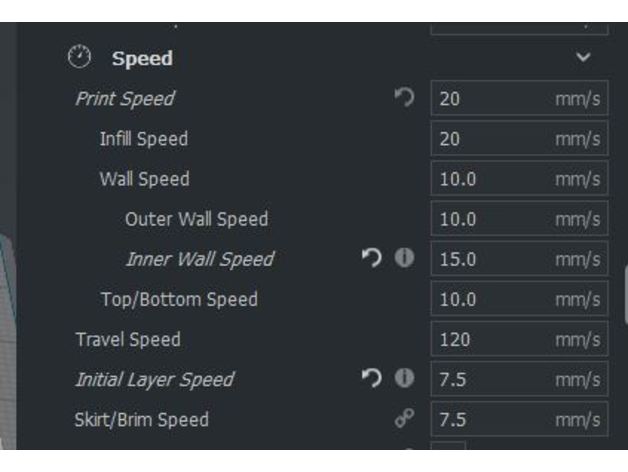 Speed
Print Speed 20 mm/s
Infill Speed 20 mm/s
Wall Speed 10.0 mm/s
Outer Wall Speed 10.0 mm/s
Inner Wall Speed 15.0 mm/s
Top/Bottom Speed 10.0 mm/s
Travel Speed 120 mm/s
Initial Layer Speed 7.5 mm/s
Skirt/Brim Speed 7.5 mm/s